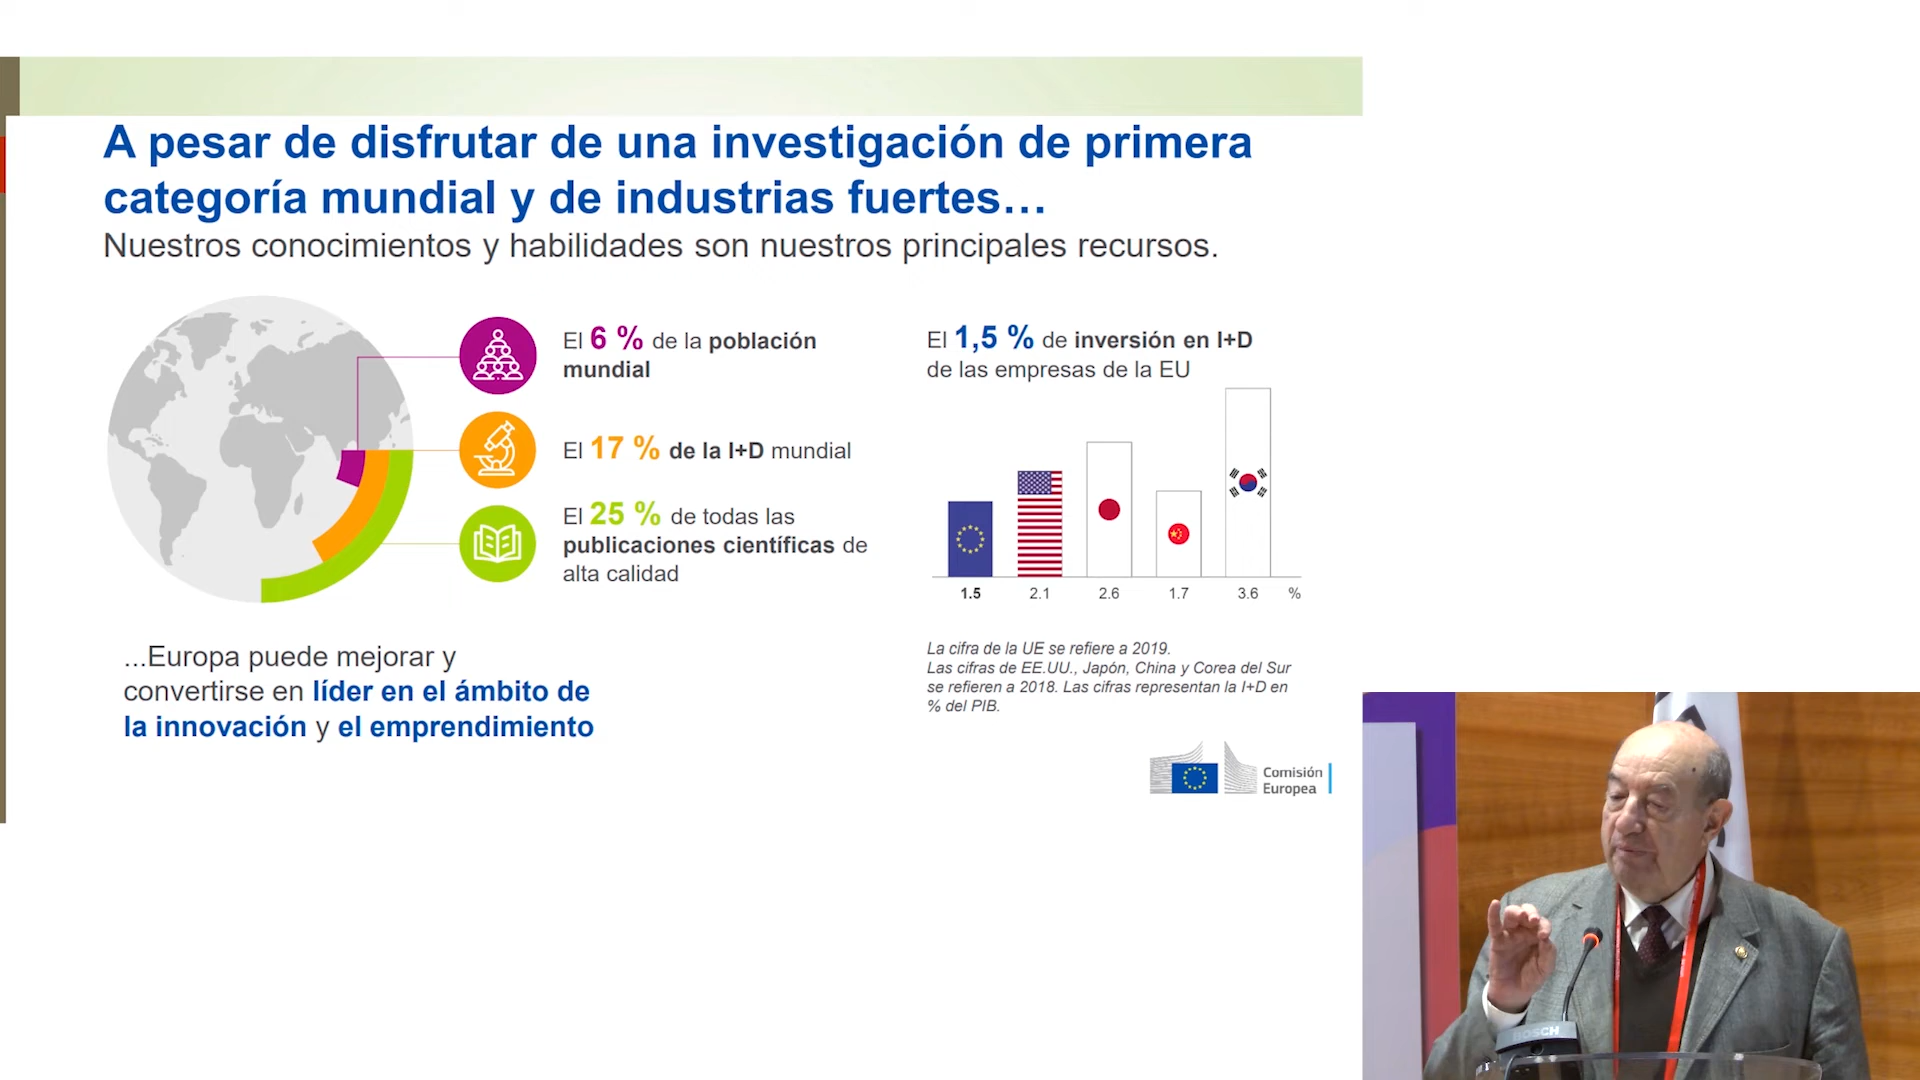 A pesar de disfrutar de una investigación de primera
categoría mundial y de industrias fuertes…
Nuestros conocimientos y habilidades son nuestros principales recursos.
El 6 % de la población
mundial
El 17 % de la I+D mundial
El 25 % de todas las
publicaciones científicas de
alta calidad
...Europa puede mejorar y
convertirse en líder en el ámbito de
la innovación y el emprendimiento
El 1,5 % de inversión en I+D
de las empresas de la EU
1.5 2.1 2.6 1.7 3.6 %
La cifra de la UE se refiere a 2019.
Las cifras de EE.UU., Japón, China y Corea del Sur
se refieren a 2018. Las cifras representan la I+D en
% del PIB.
Comisión
Europea
BOSCH